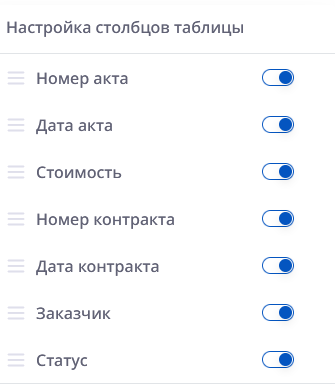 Настройка столбцов таблицы
Номер акта
Дата акта
Стоимость
Номер контракта
Дата контракта
Заказчик
Статус